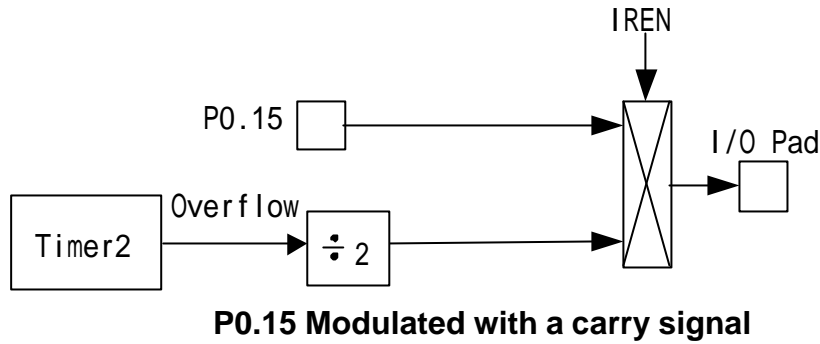 IREN
P0.15
I/O Pad
Overflow
Timer2
÷ 2
P0.15 Modulated with a carry signal